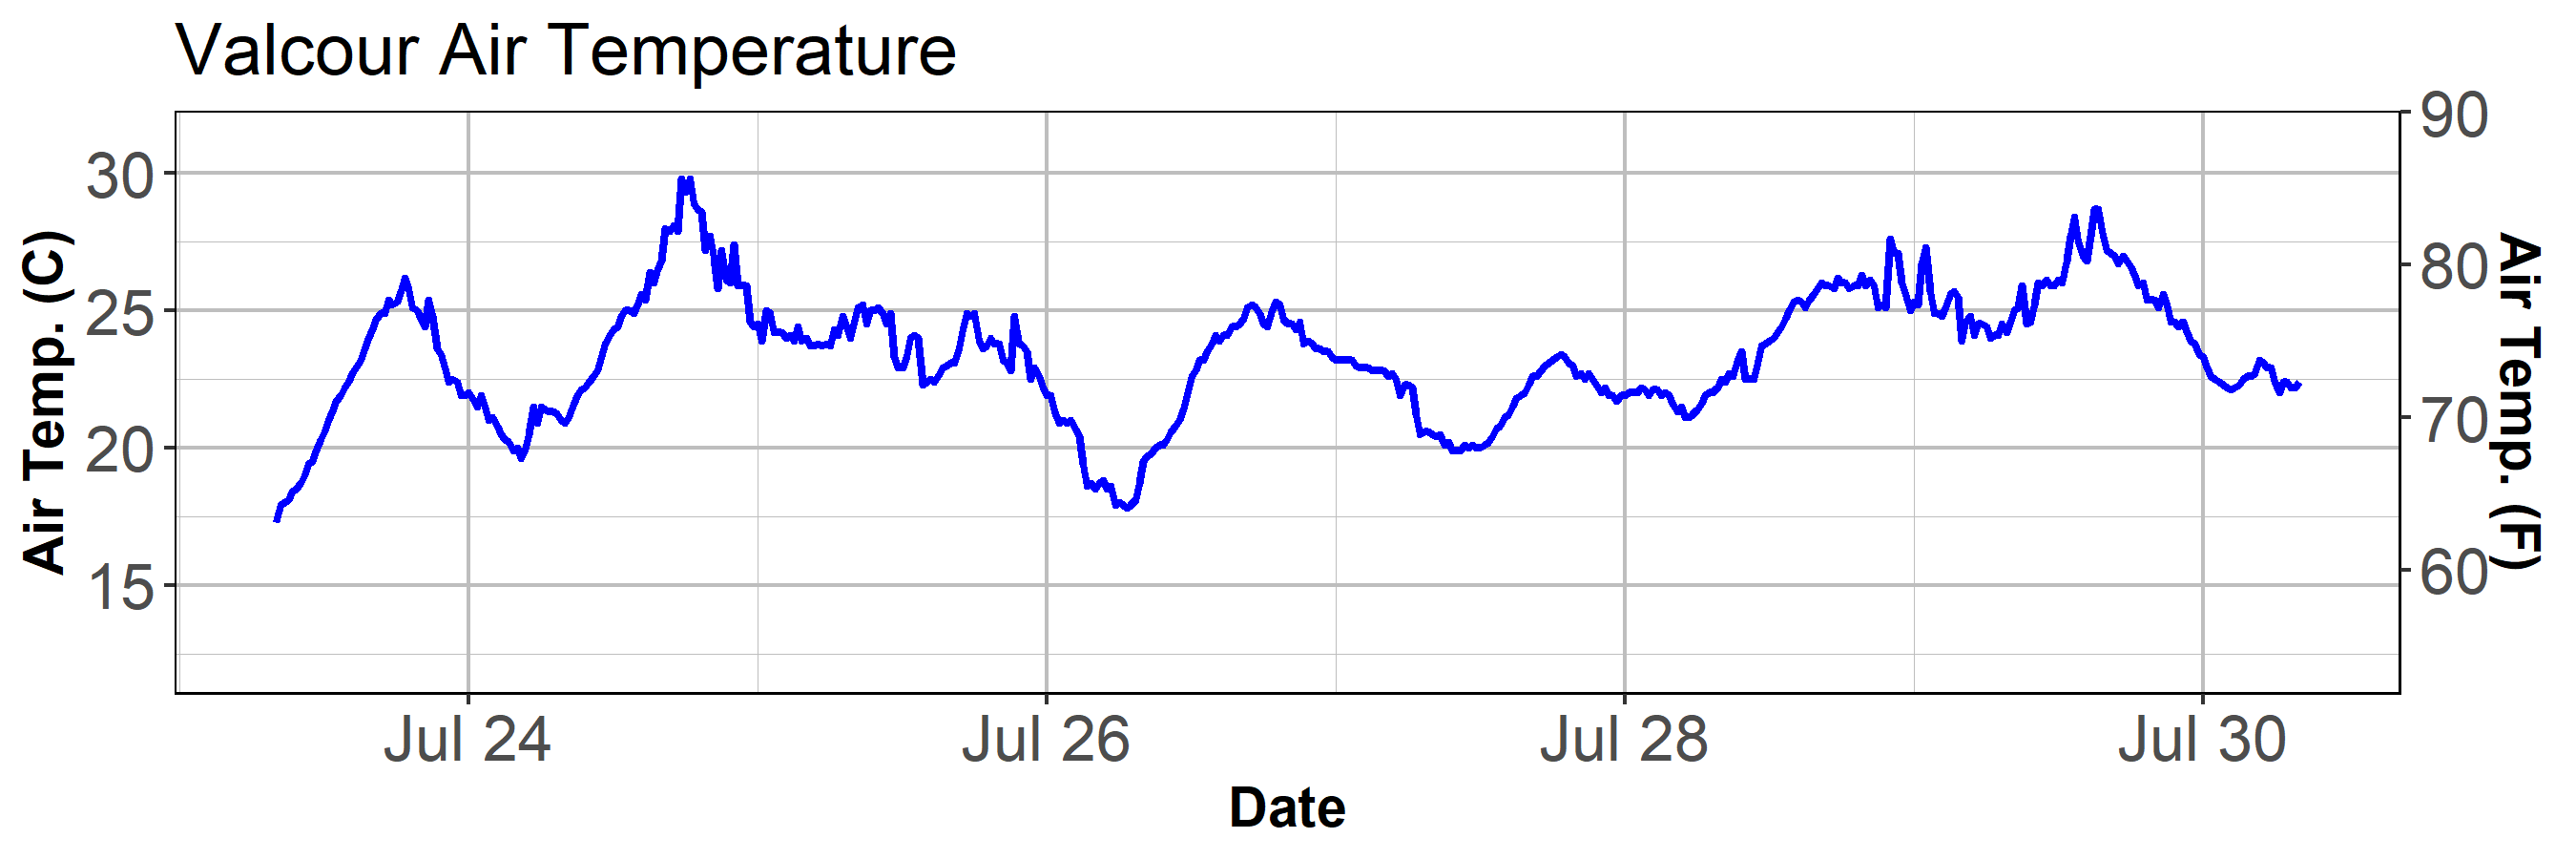 Valcour Air Temperature
Air Temp. (C)
30
25
20
15
90
80
70
60
Air Temp. (F)
Jul 24 Jul 26 Jul 28 Jul 30
Date